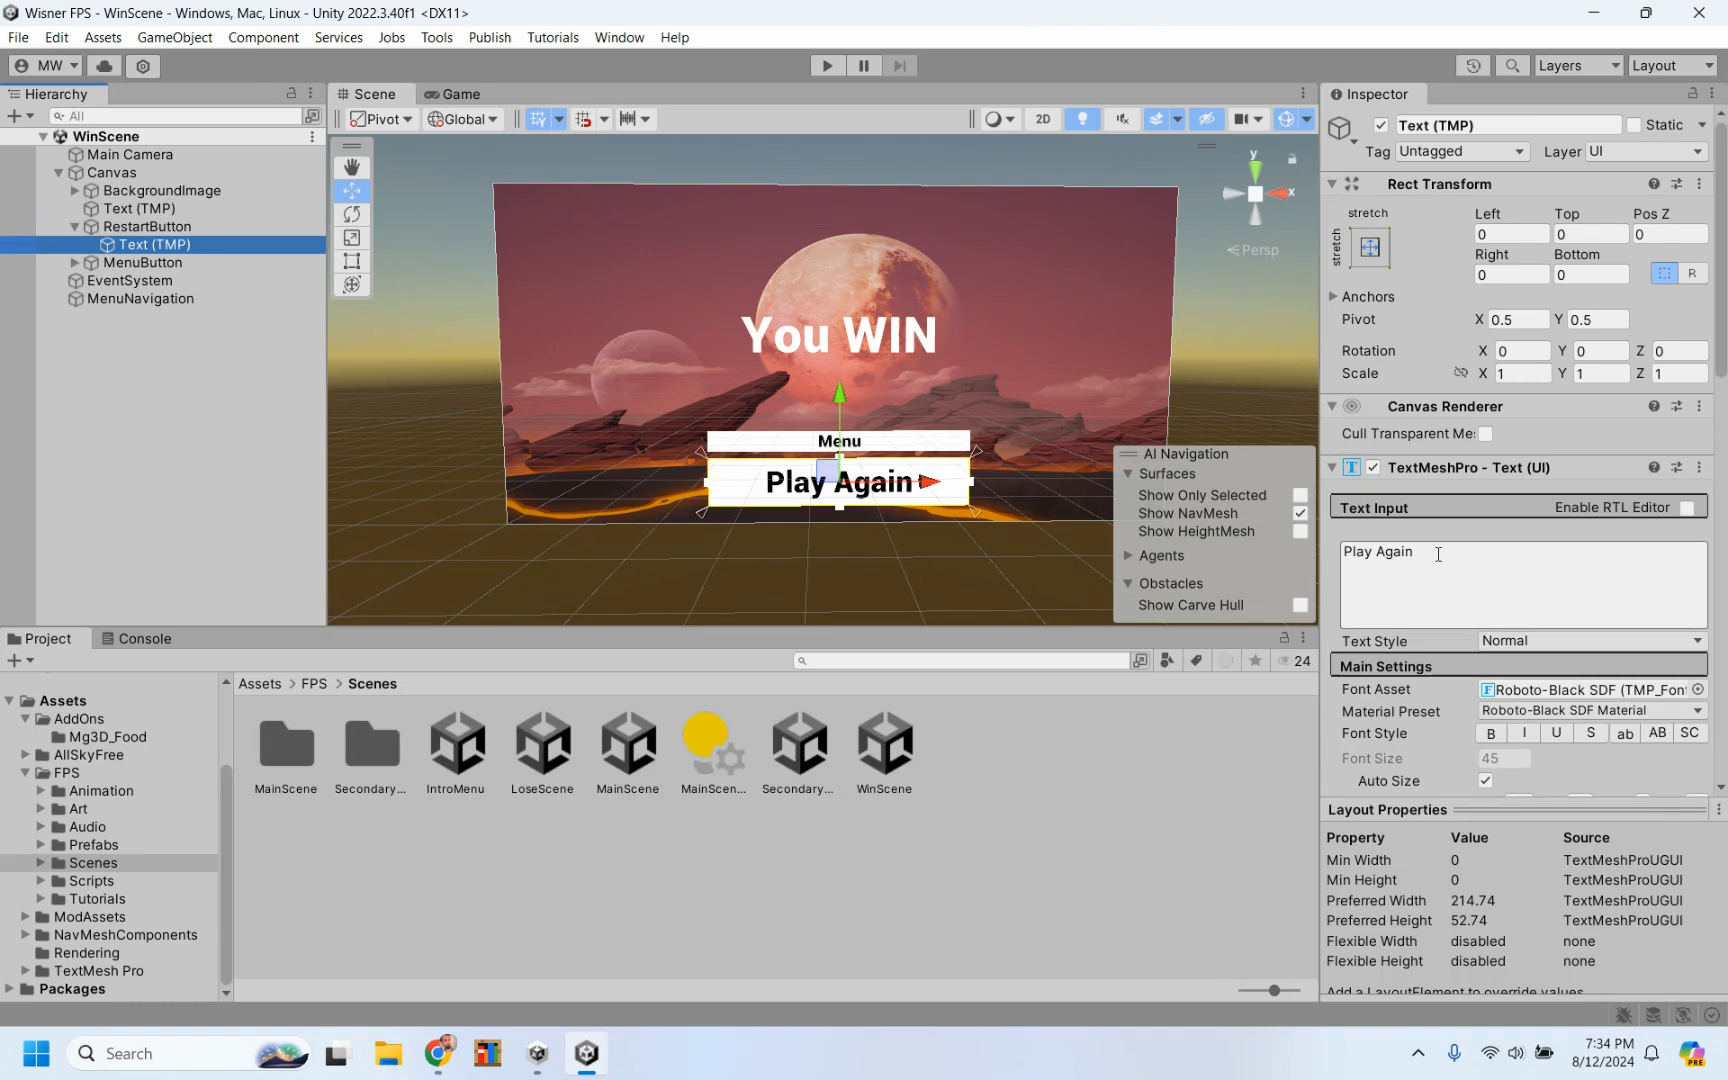 Wisner FPS - WinScene - Windows, Mac, Linux - Unity 2022.3.40f1 <DX11>
File Edit Assets GameObject Component Services Jobs Tools Publish Tutorials Window Help
MW Layers Layout
Hierarchy
All
WinScene
Main Camera
Canvas
BackgroundImage
Text (TMP)
RestartButton
Text (TMP)
MenuButton
EventSystem
MenuNavigation
Scene Game
Pivot Global 2D
y
x
Persp
You WIN
Menu
Play Again
AI Navigation
Surfaces
Show Only Selected
Show NavMesh
Show HeightMesh
Agents
Obstacles
Show Carve Hull
Inspector
Text (TMP) Static
Tag Untagged Layer UI
Rect Transform
stretch Left Top Pos Z
stretch 0 0 0
Right Bottom
0 0 R
Anchors
Pivot X 0.5 Y 0.5
Rotation X 0 Y 0 Z 0
Scale X 1 Y 1 Z 1
Canvas Renderer
Cull Transparent Me:
TextMeshPro - Text (UI)
Text Input Enable RTL Editor
Play Again
Text Style Normal
Main Settings
Font Asset Roboto-Black SDF (TMP_Font
Material Preset Roboto-Black SDF Material
Font Style B I U S ab AB SC
Font Size 45
Auto Size
Layout Properties
Property Value Source
Min Width 0 TextMeshProUGUI
Min Height 0 TextMeshProUGUI
Preferred Width 214.74 TextMeshProUGUI
Preferred Height 52.74 TextMeshProUGUI
Flexible Width disabled none
Flexible Height disabled none
Add a LayoutElement to override values
Project Console
24
Assets
AddOns
Mg3D_Food
AllSkyFree
FPS
Animation
Art
Audio
Prefabs
Scenes
Scripts
Tutorials
ModAssets
NavMeshComponents
Rendering
TextMesh Pro
Packages
Assets > FPS > Scenes
MainScene Secondary... IntroMenu LoseScene MainScene MainScen... Secondary... WinScene
Search
7:34 PM
8/12/2024
PRE